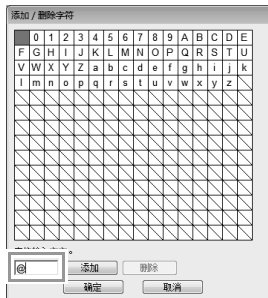 添加 / 删除字符
0 1 2 3 4 5 6 7 8 9 A B C D E
F G H I J K L M N O P Q R S T U
V W X Y Z a b c d e f g h i j k
l m n o p q r s t u v w x y z
@
添加
删除
确定
取消